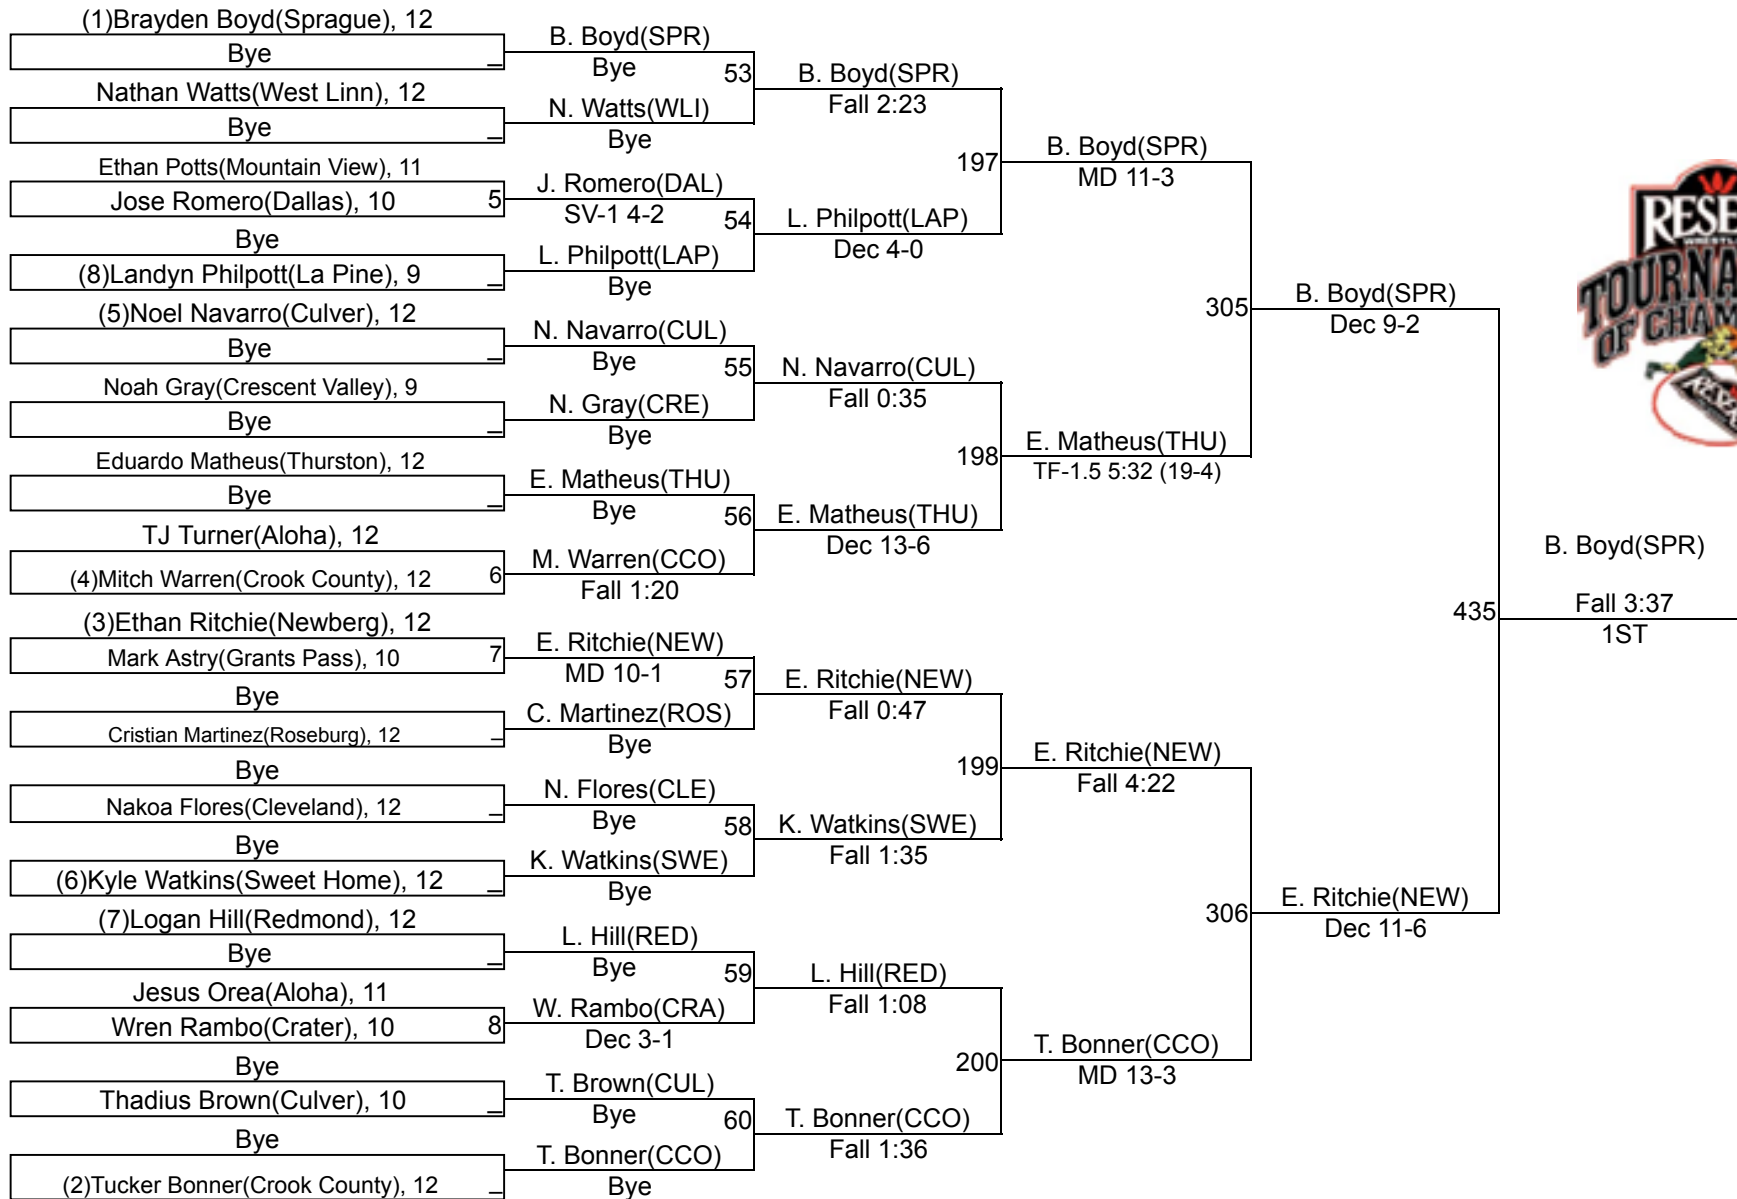 (1)Brayden Boyd(Sprague), 12
Bye
_
Nathan Watts(West Linn), 12
Bye
_
Ethan Potts(Mountain View), 11
Jose Romero(Dallas), 10
5
Bye
(8)Landyn Philpott(La Pine), 9
_
(5)Noel Navarro(Culver), 12
Bye
_
Noah Gray(Crescent Valley), 9
Bye
_
Eduardo Matheus(Thurston), 12
Bye
_
TJ Turner(Aloha), 12
(4)Mitch Warren(Crook County), 12
6
(3)Ethan Ritchie(Newberg), 12
Mark Astry(Grants Pass), 10
7
Bye
Cristian Martinez(Roseburg), 12
_
Bye
Nakoa Flores(Cleveland), 12
_
Bye
(6)Kyle Watkins(Sweet Home), 12
_
(7)Logan Hill(Redmond), 12
Bye
_
Jesus Orea(Aloha), 11
Wren Rambo(Crater), 10
8
Bye
Thadius Brown(Culver), 10
_
Bye
(2)Tucker Bonner(Crook County), 12
_
B. Boyd(SPR)
Bye
53
N. Watts(WLI)
Bye
J. Romero(DAL)
SV-1 4-2
54
L. Philpott(LAP)
Bye
N. Navarro(CUL)
Bye
55
N. Gray(CRE)
Bye
E. Matheus(THU)
Bye
56
M. Warren(CCO)
Fall 1:20
E. Ritchie(NEW)
MD 10-1
57
C. Martinez(ROS)
Bye
N. Flores(CLE)
Bye
58
K. Watkins(SWE)
Bye
L. Hill(RED)
Bye
59
W. Rambo(CRA)
Dec 3-1
T. Brown(CUL)
Bye
60
T. Bonner(CCO)
Bye
B. Boyd(SPR)
Fall 2:23
197
L. Philpott(LAP)
Dec 4-0
N. Navarro(CUL)
Fall 0:35
198
E. Matheus(THU)
Dec 13-6
E. Ritchie(NEW)
Fall 0:47
199
K. Watkins(SWE)
Fall 1:35
L. Hill(RED)
Fall 1:08
200
T. Bonner(CCO)
Fall 1:36
B. Boyd(SPR)
MD 11-3
305
E. Matheus(THU)
TF-1.5 5:32 (19-4)
E. Ritchie(NEW)
Fall 4:22
306
T. Bonner(CCO)
MD 13-3
B. Boyd(SPR)
Dec 9-2
435
E. Ritchie(NEW)
Dec 11-6
B. Boyd(SPR)
Fall 3:37
1ST
RESE
TOURNA
OF CHAM